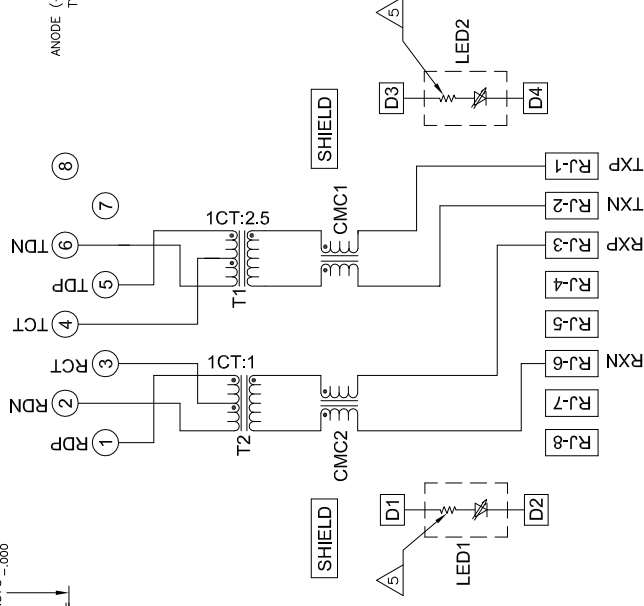 ANODE (
.000
8
7
TDN 6
TDP 5
TCT 4
RCT 3
RDN 2
RDP 1
1CT:2.5
T1
1CT:1
T2
SHIELD
CMC1
CMC2
SHIELD
5
D3
LED2
D4
5
D1
LED1
D2
RJ-1 TXP
RJ-2 TXN
RJ-3 RXP
RJ-4
RJ-5
RJ-6 RXN
RJ-7
RJ-8